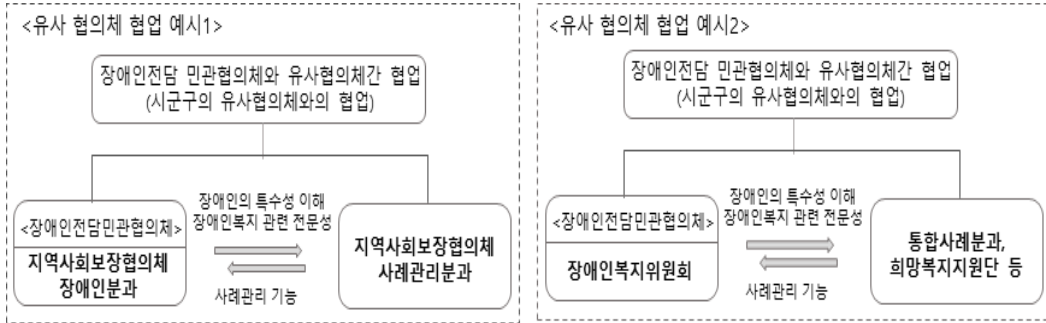 <유사 협의체 협업 예시1>
장애인전담 민관협의체와 유사협의체간 협업
(시군구의 유사협의체와의 협업)
장애인의 특수성 이해
장애인복지 관련 전문성
<장애인전담민관협의체>
지역사회보장협의체
장애인분과
지역사회보장협의체
사례관리분과
사례관리 기능
<유사 협의체 협업 예시2>
장애인전담 민관협의체와 유사협의체간 협업
(시군구의 유사협의체와의 협업)
장애인의 특수성 이해
장애인복지 관련 전문성
<장애인전담민관협의체>
장애인복지위원회
통합사례분과,
희망복지지원단 등
사례관리 기능